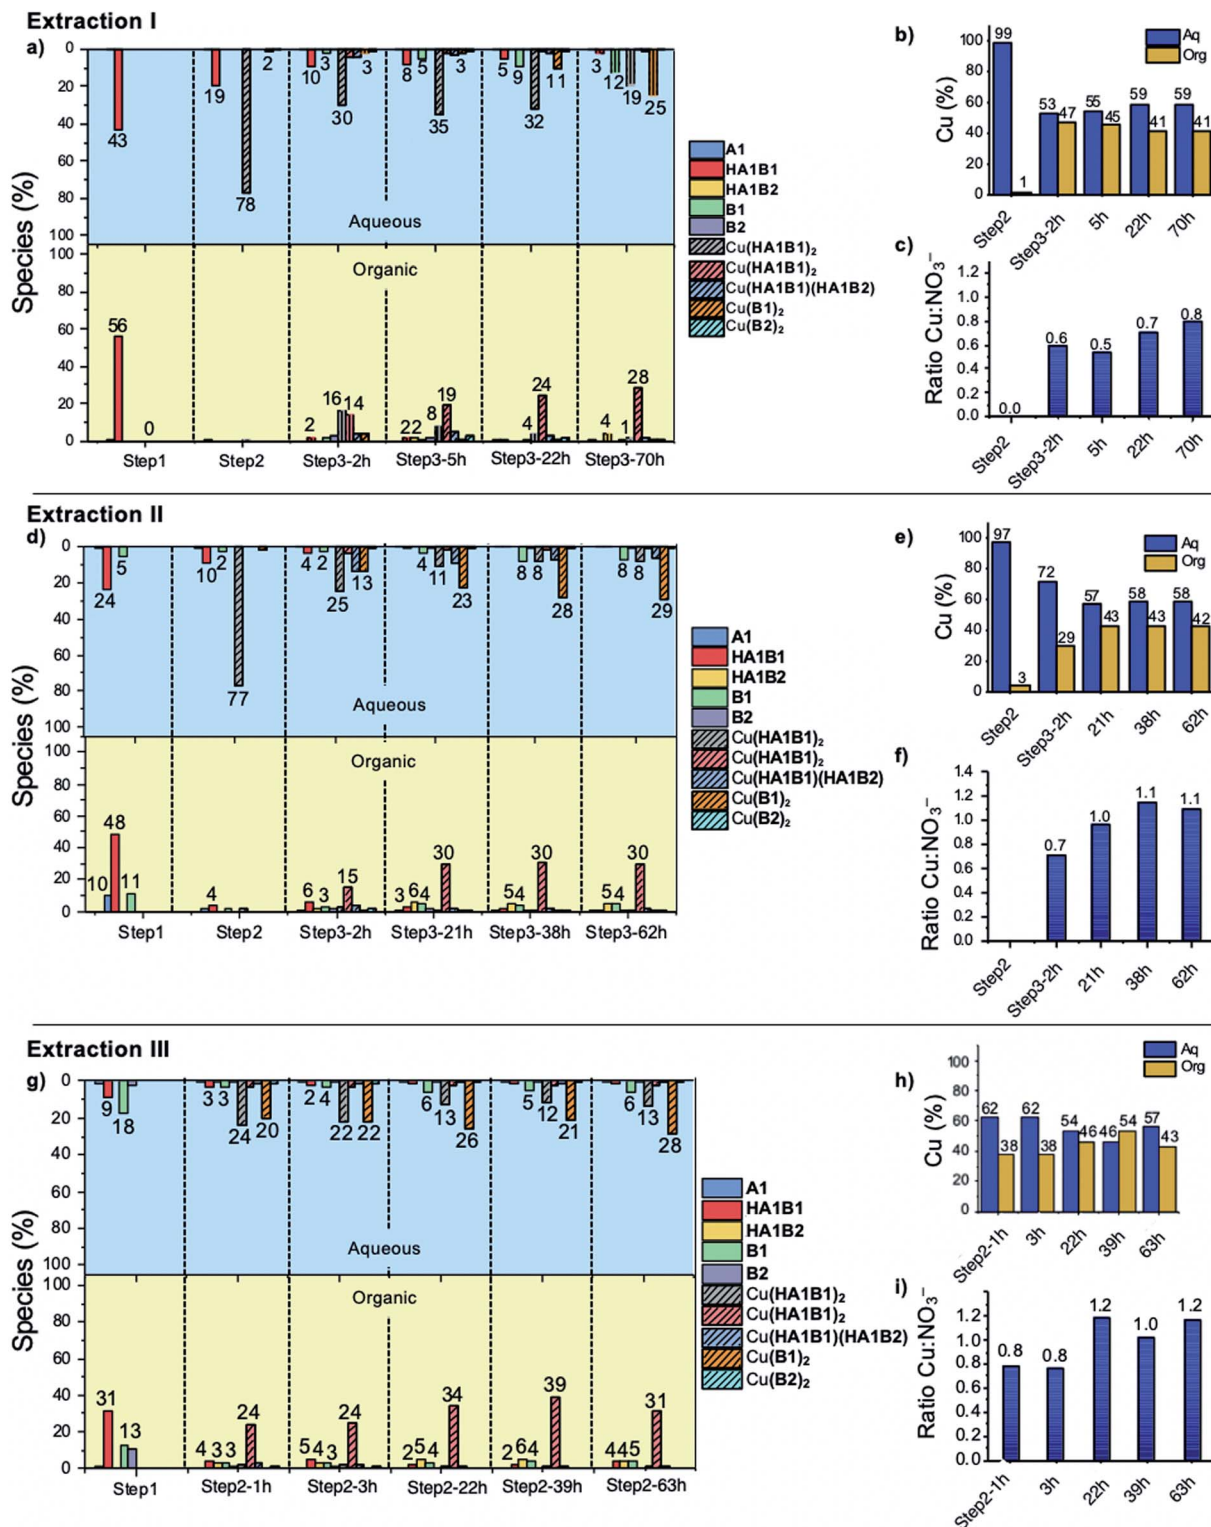 Extraction I
a)
Species (%)
0
20
40
60
80
100
100
80
60
40
20
0
43
19
78
2
10
3
30
3
8
5
35
3
5
9
32
11
3
12
19
25
Aqueous
Organic
56
0
2
16
14
22
8
19
4
24
4
1
28
Step1
Step2
Step3-2h
Step3-5h
Step3-22h
Step3-70h
A1
HA1B1
HA1B2
B1
B2
Cu(HA1B1)₂
Cu(HA1B1)₂
Cu(HA1B1)(HA1B2)
Cu(B1)₂
Cu(B2)₂
b)
Cu (%)
100
80
60
40
20
0
Aq
Org
99
1
53
47
55
45
59
41
59
41
Step2
Step3-2h
5h
22h
70h
c)
Ratio Cu:NO₃⁻
1.2
1.0
0.8
0.6
0.4
0.2
0.0
0.0
0.6
0.5
0.7
0.8
Step2
Step3-2h
5h
22h
70h
Extraction II
d)
Species (%)
0
20
40
60
80
100
100
80
60
40
20
0
24
5
10
2
77
4
2
25
13
4
11
23
8
8
28
8
8
29
Aqueous
Organic
10
48
11
4
6
3
15
3
6
4
30
5
4
30
5
4
30
Step1
Step2
Step3-2h
Step3-21h
Step3-38h
Step3-62h
A1
HA1B1
HA1B2
B1
B2
Cu(HA1B1)₂
Cu(HA1B1)₂
Cu(HA1B1)(HA1B2)
Cu(B1)₂
Cu(B2)₂
e)
Cu (%)
100
80
60
40
20
0
Aq
Org
97
3
72
29
57
43
58
43
58
42
Step2
Step3-2h
21h
38h
62h
f)
Ratio Cu:NO₃⁻
1.4
1.2
1.0
0.8
0.6
0.4
0.2
0.0
0.7
1.0
1.1
1.1
Step2
Step3-2h
21h
38h
62h
Extraction III
g)
Species (%)
0
20
40
60
80
100
100
80
60
40
20
0
9
18
3
3
24
20
2
4
22
22
6
13
26
5
12
21
6
13
28
Aqueous
Organic
31
13
4
3
3
24
5
4
3
24
2
5
4
34
2
6
4
39
4
4
5
31
Step1
Step2-1h
Step2-3h
Step2-22h
Step2-39h
Step2-63h
A1
HA1B1
HA1B2
B1
B2
Cu(HA1B1)₂
Cu(HA1B1)₂
Cu(HA1B1)(HA1B2)
Cu(B1)₂
Cu(B2)₂
h)
Cu (%)
100
80
60
40
20
0
Aq
Org
62
38
62
38
54
46
46
54
57
43
Step2-1h
3h
22h
39h
63h
i)
Ratio Cu:NO₃⁻
1.2
1.0
0.8
0.6
0.4
0.2
0.0
0.8
0.8
1.2
1.0
1.2
Step2-1h
3h
22h
39h
63h